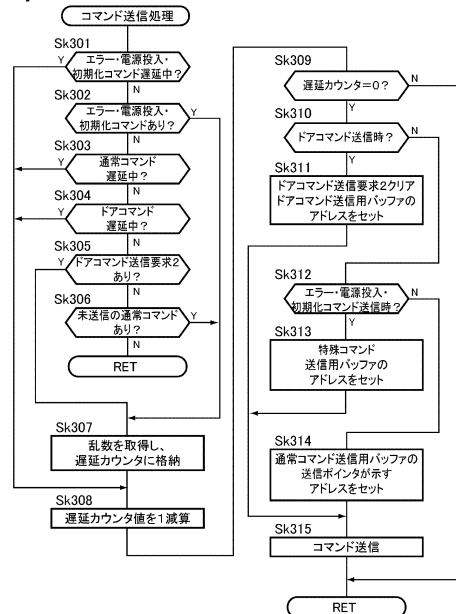 コマンド送信処理
Sk301
エラー・電源投入・
初期化コマンド遅延中?
Y
N
Sk302
エラー・電源投入・
初期化コマンドあり?
Y
N
Sk303
通常コマンド
遅延中?
Y
N
Sk304
ドアコマンド
遅延中?
Y
N
Sk305
ドアコマンド送信要求2
あり?
Y
N
Sk306
未送信の通常コマンド
あり?
Y
N
RET
Sk307
乱数を取得し、
遅延カウンタに格納
Sk308
遅延カウンタ値を1減算
Sk309
遅延カウンタ=0?
N
Y
Sk310
ドアコマンド送信時?
N
Y
Sk311
ドアコマンド送信要求2クリア
ドアコマンド送信用バッファの
アドレスをセット
Sk312
エラー・電源投入・
初期化コマンド送信時?
N
Y
Sk313
特殊コマンド
送信用バッファの
アドレスをセット
Sk314
通常コマンド送信用バッファの
送信ポインタが示す
アドレスをセット
Sk315
コマンド送信
RET